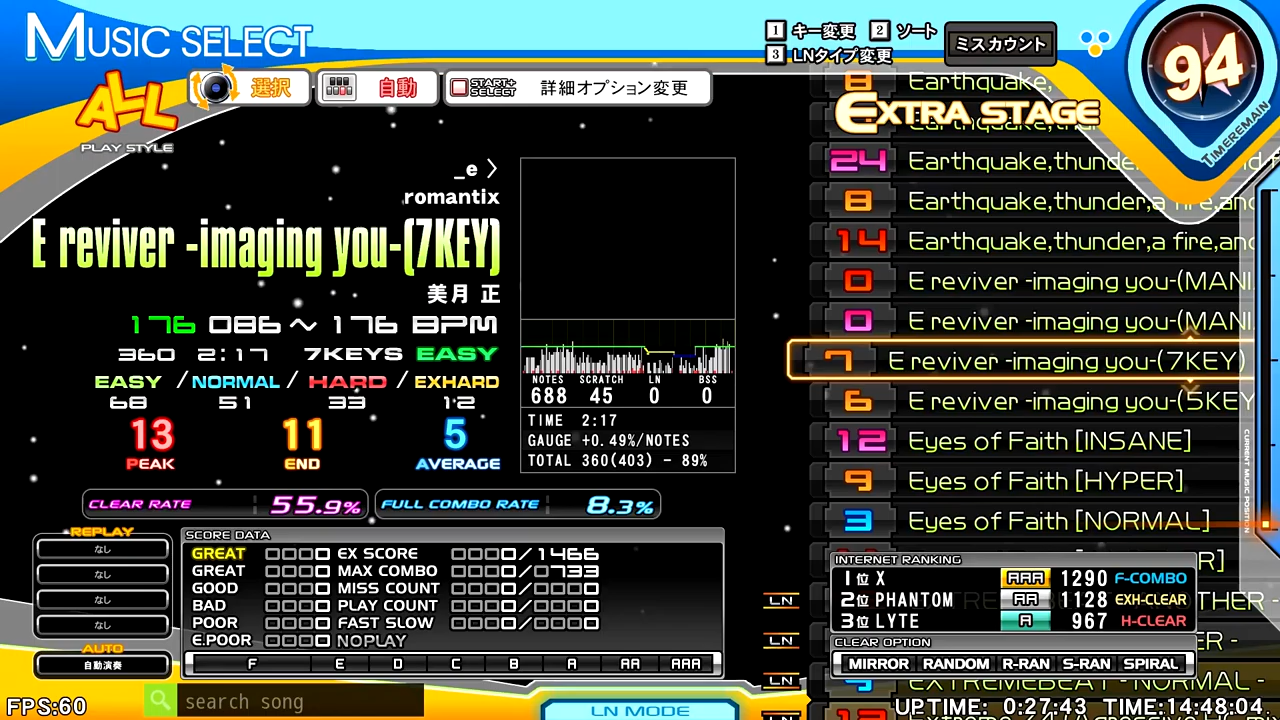 MUSIC SELECT
1 キー変更 2 ソート
3 LNタイプ変更
ミスカウント
94
TIMEREMAIN
ALL
PLAY STYLE
選択
自動
START+
SELECT
詳細オプション変更
EXTRA STAGE
_e 〉
romantix
E reviver -imaging you-(7KEY)
美月 正
176 086 ~ 176 BPM
360 2:17 7KEYS EASY
EASY / NORMAL / HARD / EXHARD
68 51 33 12
13 11 5
PEAK END AVERAGE
NOTES SCRATCH LN BSS
688 45 0 0
TIME 2:17
GAUGE +0.49%/NOTES
TOTAL 360(403) - 89%
CLEAR RATE 55.9%
FULL COMBO RATE 8.3%
REPLAY
なし
なし
なし
なし
AUTO
自動演奏
SCORE DATA
GREAT 0000 EX SCORE 0000/1466
GREAT 0000 MAX COMBO 0000/0733
GOOD 0000 MISS COUNT 0000/0000
BAD 0000 PLAY COUNT 0000/0000
POOR 0000 FAST SLOW 0000/0000
E.POOR 0000 NOPLAY
F E D C B A AA AAA
8 Earthquake,
24 Earthquake,thunder,
8 Earthquake,thunder,a fire,and
14 Earthquake,thunder,a fire,and
0 E reviver -imaging you-(MANI
0 E reviver -imaging you-(MANI
7 E reviver -imaging you-(7KEY)
6 E reviver -imaging you-(5KEY
12 Eyes of Faith [INSANE]
9 Eyes of Faith [HYPER]
3 Eyes of Faith [NORMAL]
CURRENT MUSIC POSITION
INTERNET RANKING
1位 X AAA 1290 F-COMBO
2位 PHANTOM AA 1128 EXH-CLEAR
3位 LYTE A 967 H-CLEAR
CLEAR OPTION
MIRROR RANDOM R-RAN S-RAN SPIRAL
LN
LN
LN
EXTREMEBEAT - NORMAL -
LN
FPS:60
search song
LN MODE
UPTIME: 0:27:43 TIME:14:48:04